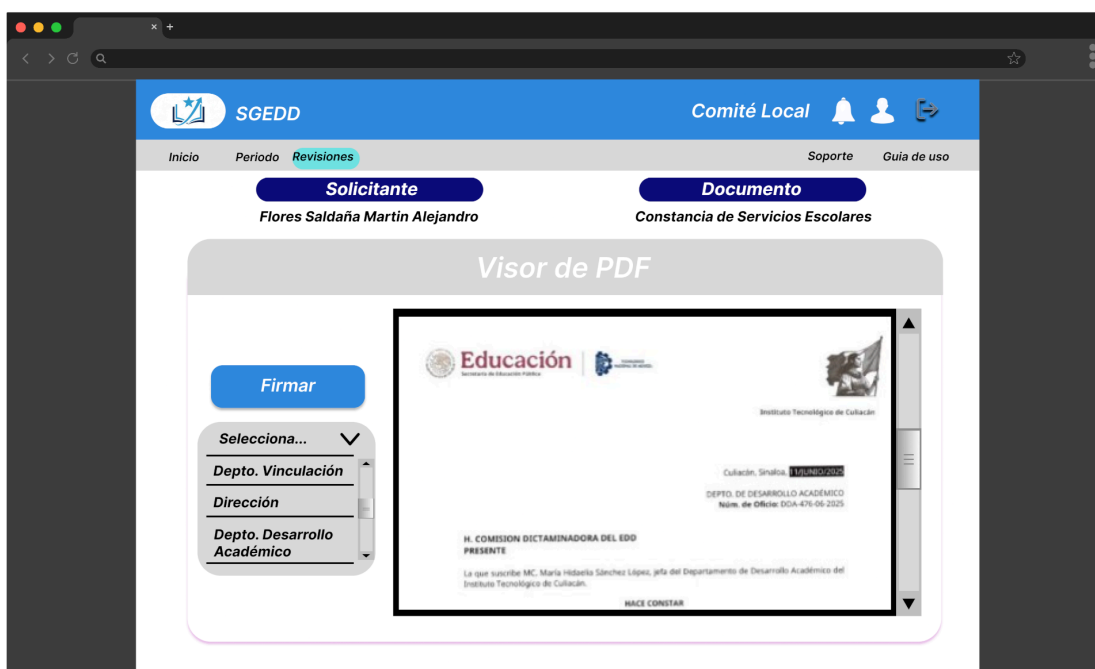 SGEDD
Comité Local
Inicio Periodo Revisiones Soporte Guia de uso
Solicitante
Documento
Flores Saldaña Martin Alejandro
Constancia de Servicios Escolares
Visor de PDF
Firmar
Selecciona...
Depto. Vinculación
Dirección
Depto. Desarrollo
Académico
Educación
Secretaría de Educación Pública
TECNOLÓGICO
NACIONAL DE MÉXICO
Instituto Tecnológico de Culiacán
Culiacán, Sinaloa, 11/JUNIO/2025
DEPTO. DE DESARROLLO ACADÉMICO
Núm. de Oficio: DDA-476-06-2025
H. COMISION DICTAMINADORA DEL EDD
PRESENTE
La que suscribe MC. María Hidaelia Sánchez López, jefa del Departamento de Desarrollo Académico del
Instituto Tecnológico de Culiacán.
HACE CONSTAR